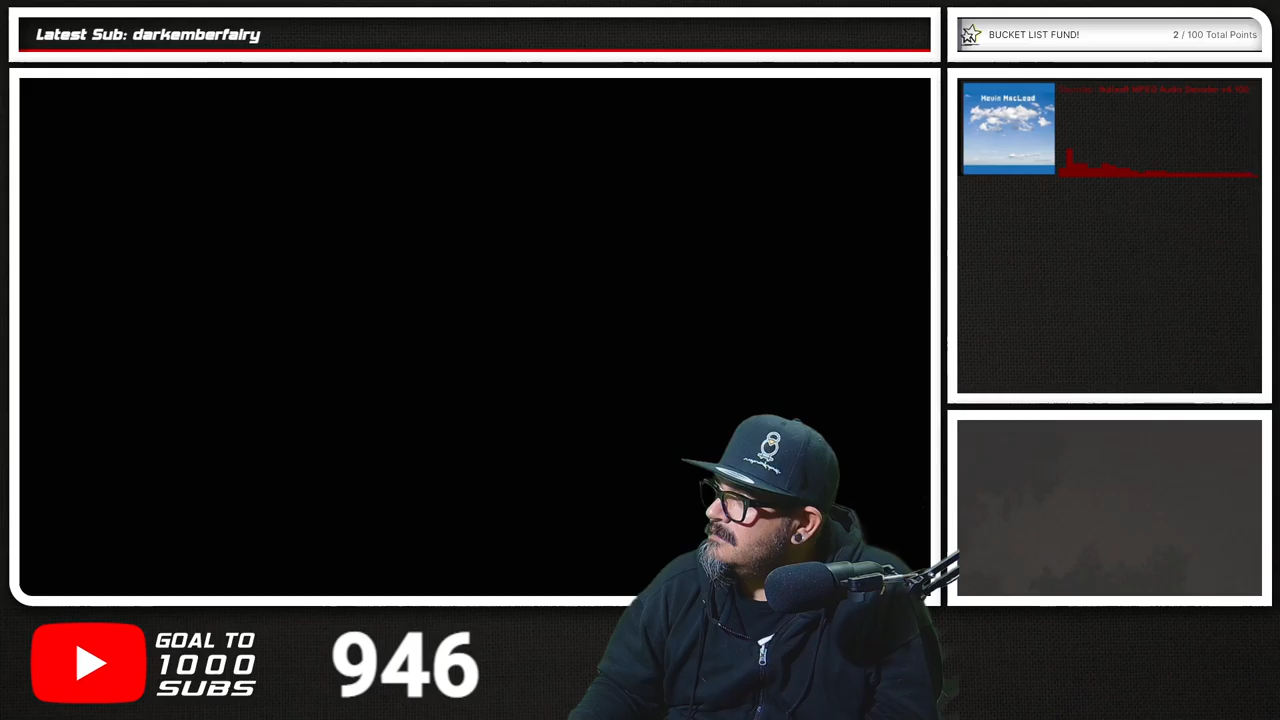 Latest Sub: darkemberfairy
BUCKET LIST FUND!
2 / 100 Total Points
Kevin MacLeod
GOAL TO
1000
SUBS
946